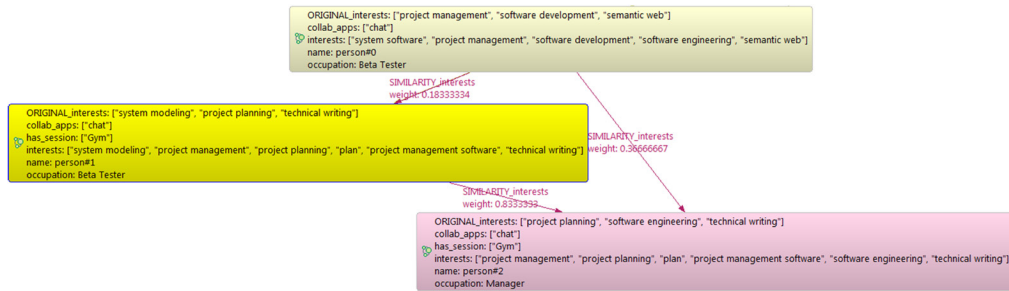 ORIGINAL_interests: ["project management", "software development", "semantic web"]
collab_apps: ["chat"]
interests: ["system software", "project management", "software development", "software engineering", "semantic web"]
name: person#0
occupation: Beta Tester
SIMILARITY_interests
weight: 0.18333334
ORIGINAL_interests: ["system modeling", "project planning", "technical writing"]
collab_apps: ["chat"]
has_session: ["Gym"]
interests: ["system modeling", "project management", "project planning", "plan", "project management software", "technical writing"]
name: person#1
occupation: Beta Tester
SIMILARITY_interests
weight: 0.36666667
SIMILARITY_interests
weight: 0.8333333
ORIGINAL_interests: ["project planning", "software engineering", "technical writing"]
collab_apps: ["chat"]
has_session: ["Gym"]
interests: ["project management", "project planning", "plan", "project management software", "software engineering", "technical writing"]
name: person#2
occupation: Manager